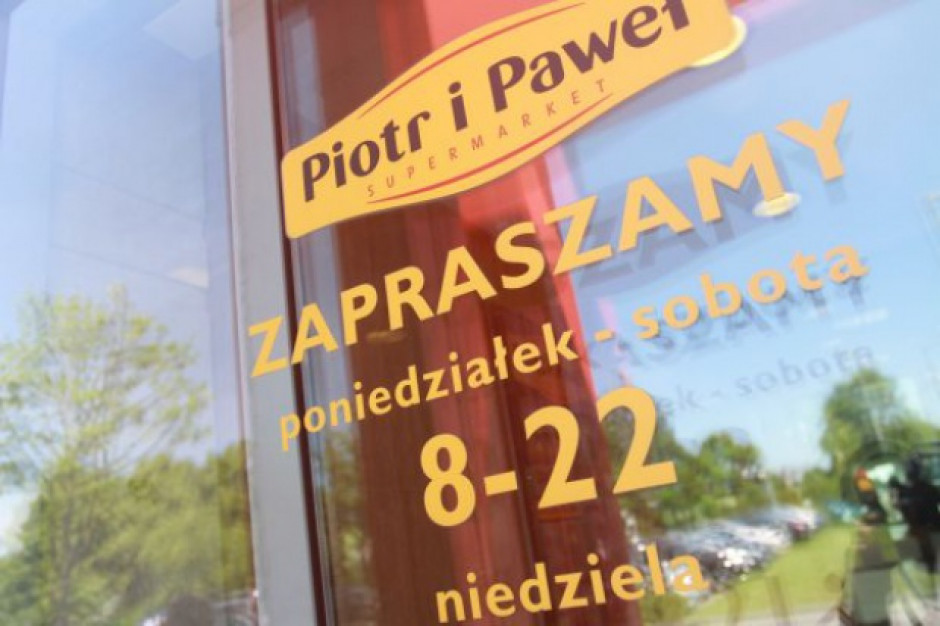 Piotr i Paweł
SUPERMARKET
ZAPRASZAMY
poniedziałek - sobota
8-22
niedziela